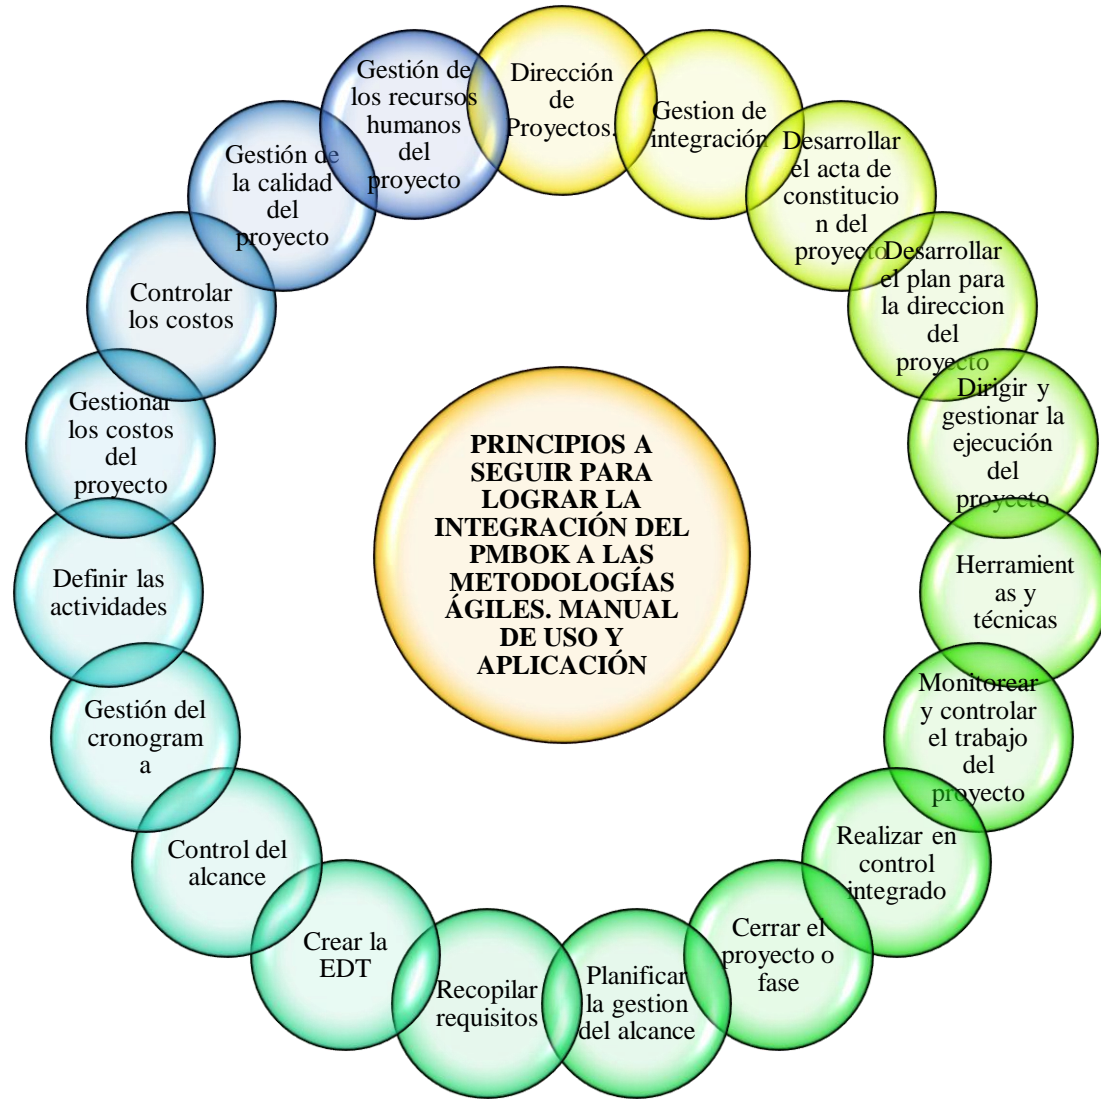 Dirección
de
Proyectos.
Gestion de
integración
Desarrollar
el acta de
constitucio
n del
proyecto
Desarrollar
el plan para
la direccion
del
proyecto
Dirigir y
gestionar la
ejecución
del
proyecto
Herramient
as y
técnicas
Monitorear
y controlar
el trabajo
del
proyecto
Realizar en
control
integrado
Cerrar el
proyecto o
fase
Planificar
la gestion
del alcance
Recopilar
requisitos
Crear la
EDT
Control del
alcance
Gestión del
cronogram
a
Definir las
actividades
Gestionar
los costos
del
proyecto
Controlar
los costos
Gestión de
la calidad
del
proyecto
Gestión de
los recursos
humanos
del
proyecto
PRINCIPIOS A
SEGUIR PARA
LOGRAR LA
INTEGRACIÓN DEL
PMBOK A LAS
METODOLOGÍAS
ÁGILES. MANUAL
DE USO Y
APLICACIÓN